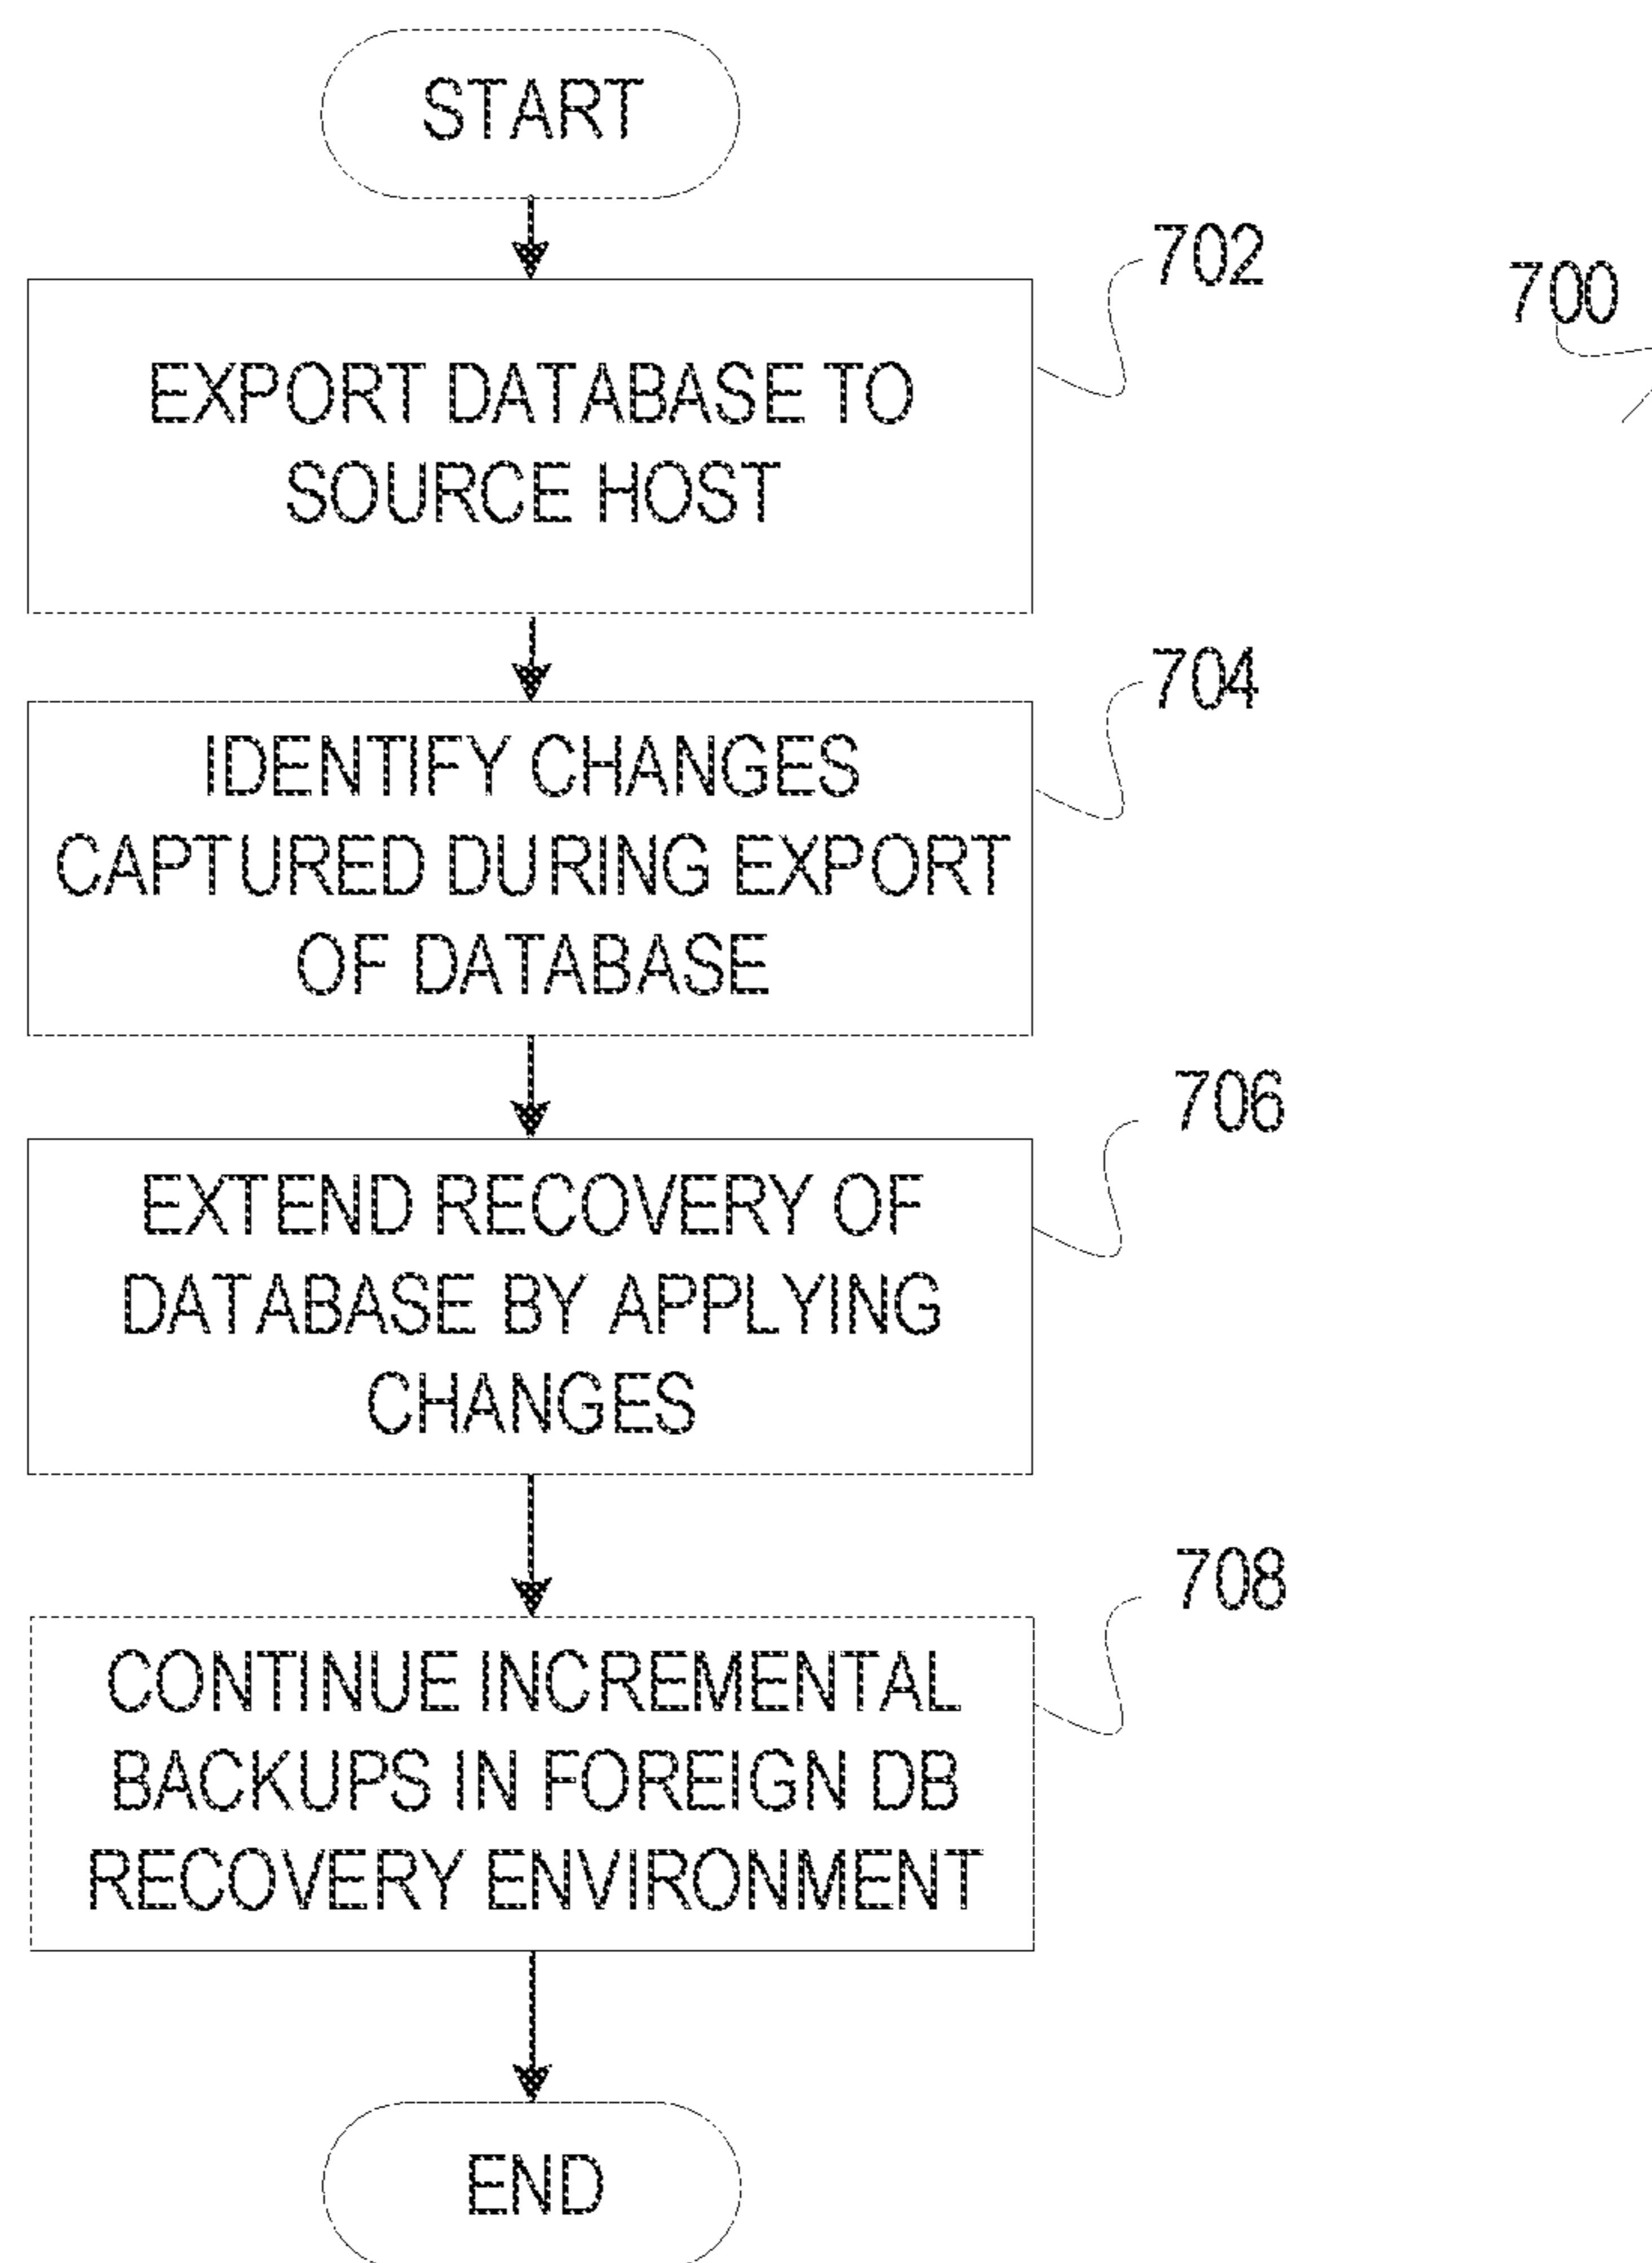 START
702
700
EXPORT DATABASE TO
SOURCE HOST
704
IDENTIFY CHANGES
CAPTURED DURING EXPORT
OF DATABASE
706
EXTEND RECOVERY OF
DATABASE BY APPLYING
CHANGES
708
CONTINUE INCREMENTAL
BACKUPS IN FOREIGN DB
RECOVERY ENVIRONMENT
END